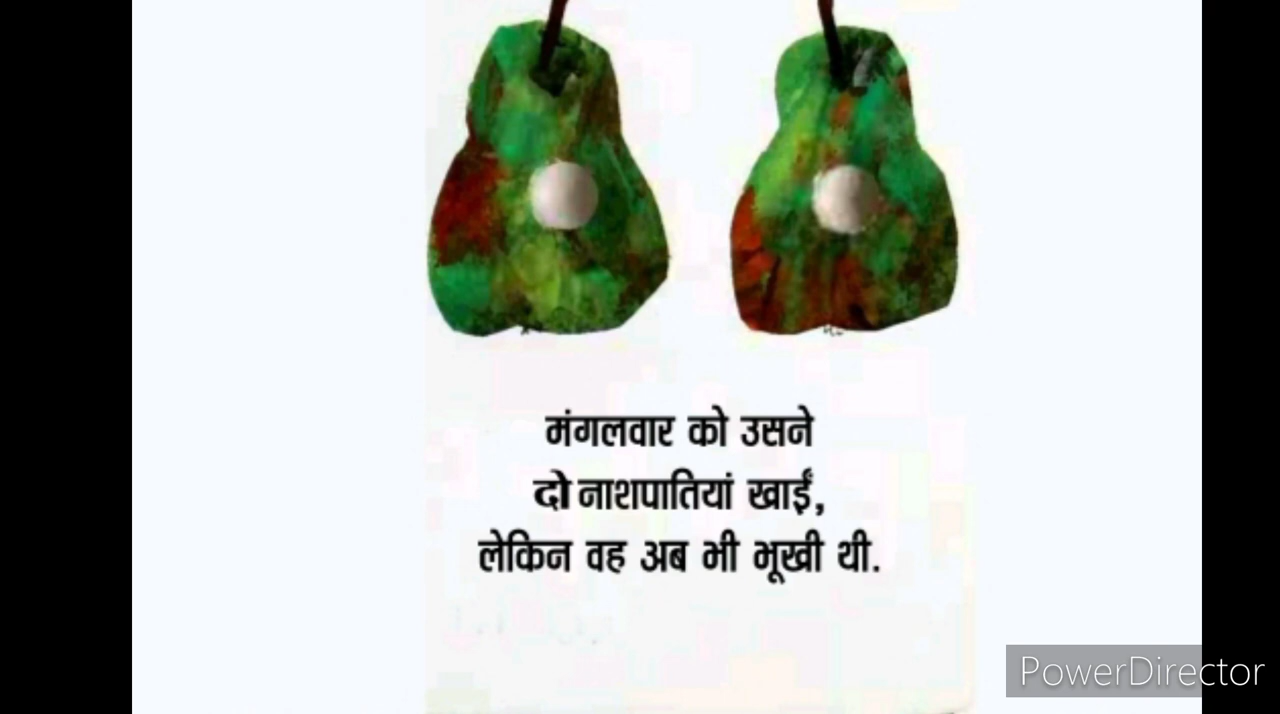 मंगलवार को उसने
दो नाशपातियां खाईं,
लेकिन वह अब भी भूखी थी.
PowerDirector